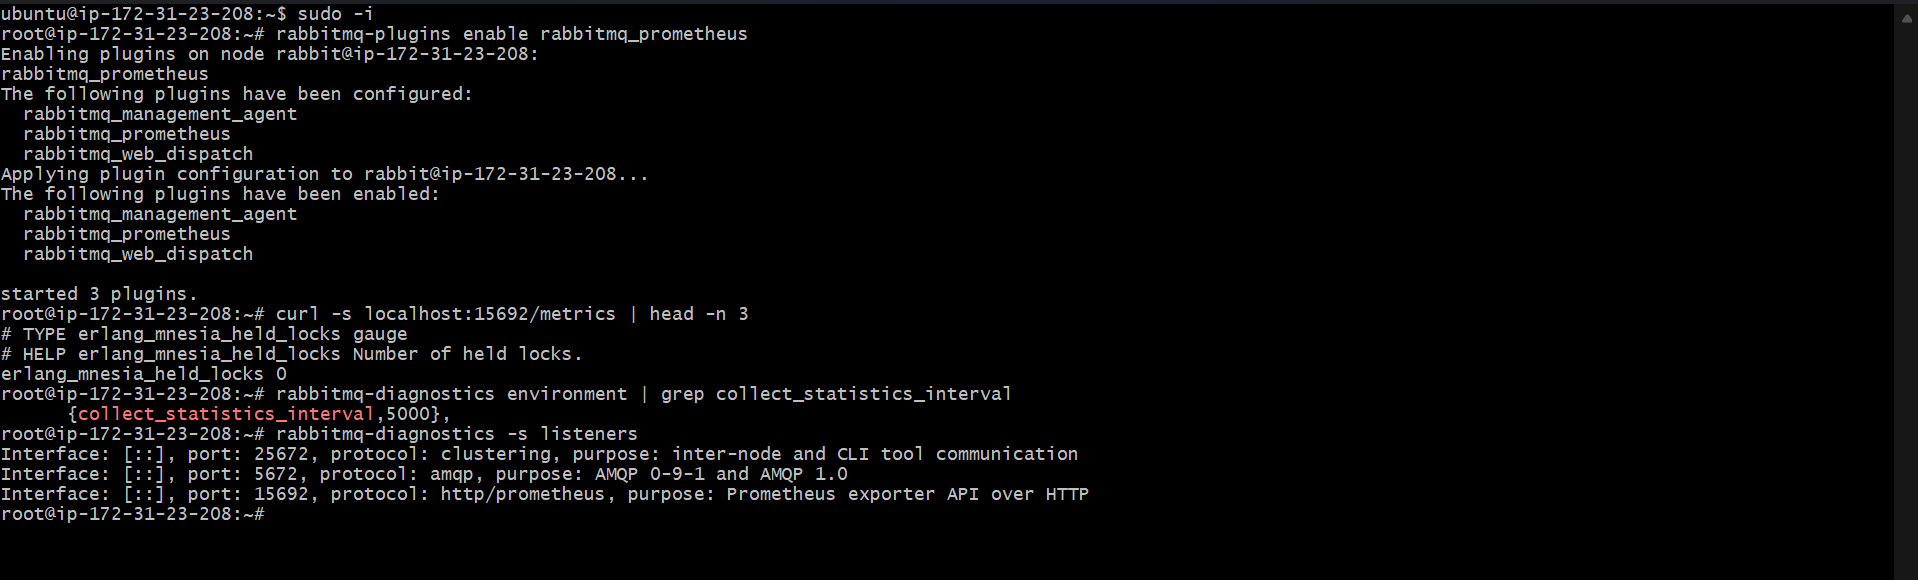 ubuntu@ip-172-31-23-208:~$ sudo -i
root@ip-172-31-23-208:~# rabbitmq-plugins enable rabbitmq_prometheus
Enabling plugins on node rabbit@ip-172-31-23-208:
rabbitmq_prometheus
The following plugins have been configured:
  rabbitmq_management_agent
  rabbitmq_prometheus
  rabbitmq_web_dispatch
Applying plugin configuration to rabbit@ip-172-31-23-208...
The following plugins have been enabled:
  rabbitmq_management_agent
  rabbitmq_prometheus
  rabbitmq_web_dispatch

started 3 plugins.
root@ip-172-31-23-208:~# curl -s localhost:15692/metrics | head -n 3
# TYPE erlang_mnesia_held_locks gauge
# HELP erlang_mnesia_held_locks Number of held locks.
erlang_mnesia_held_locks 0
root@ip-172-31-23-208:~# rabbitmq-diagnostics environment | grep collect_statistics_interval
      {collect_statistics_interval,5000},
root@ip-172-31-23-208:~# rabbitmq-diagnostics -s listeners
Interface: [::], port: 25672, protocol: clustering, purpose: inter-node and CLI tool communication
Interface: [::], port: 5672, protocol: amqp, purpose: AMQP 0-9-1 and AMQP 1.0
Interface: [::], port: 15692, protocol: http/prometheus, purpose: Prometheus exporter API over HTTP
root@ip-172-31-23-208:~#